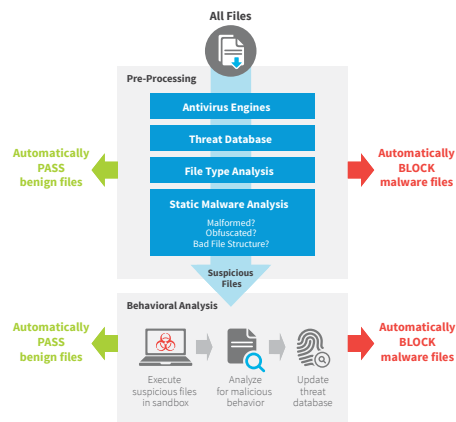 All Files
Pre-Processing
Antivirus Engines
Threat Database
File Type Analysis
Static Malware Analysis
Malformed?
Obfuscated?
Bad File Structure?
Automatically
PASS
benign files
Automatically
BLOCK
malware files
Suspicious
Files
Behavioral Analysis
Automatically
PASS
benign files
Execute
suspicious files
in sandbox
Analyze
for malicious
behavior
Update
threat
database
Automatically
BLOCK
malware files